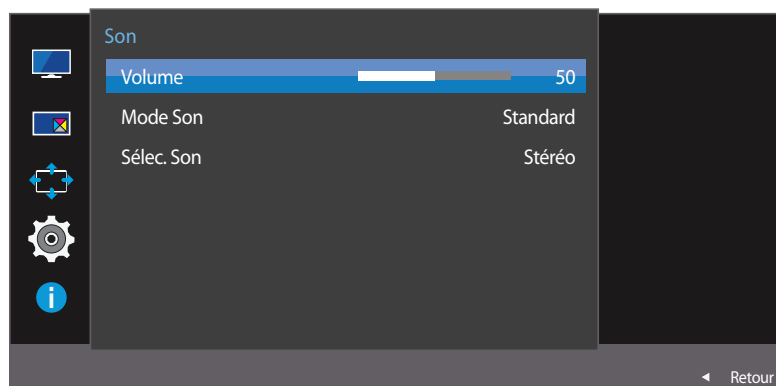 Son
Volume 50
Mode Son Standard
Sélec. Son Stéréo
i
Retour